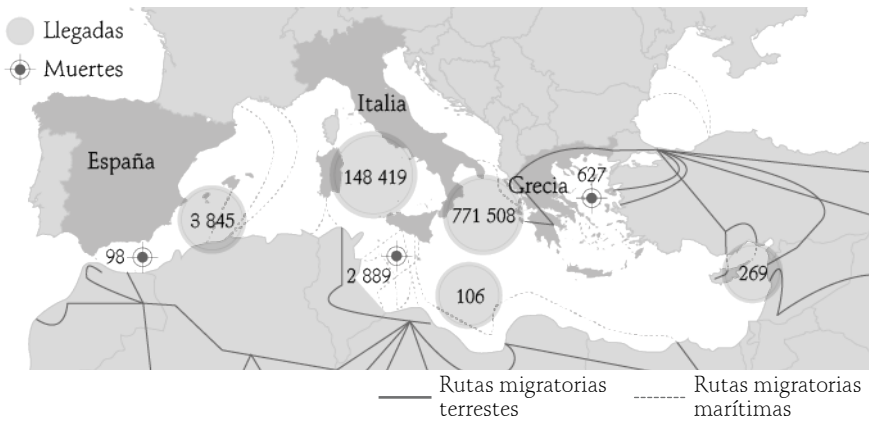 Llegadas
Muertes
Italia
España
Grecia
627
148 419
3 845
771 508
98
2 889
106
269
Rutas migratorias
terrestes
Rutas migratorias
marítimas